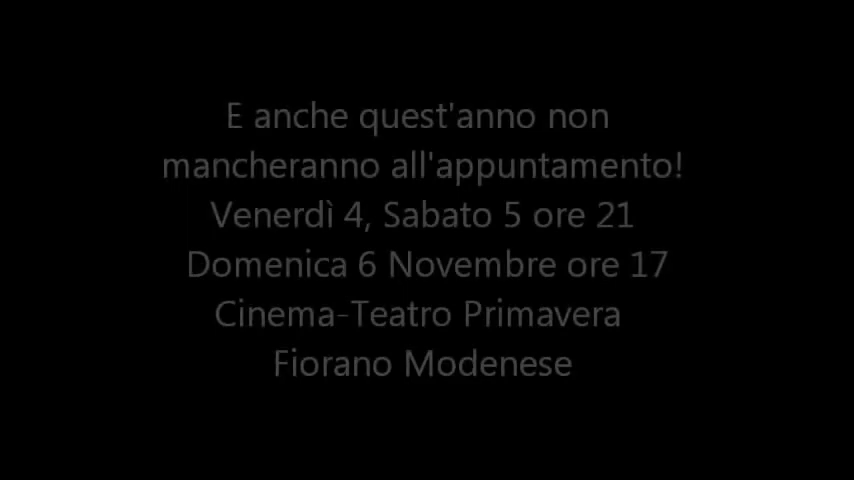 E anche quest'anno non
mancheranno all'appuntamento!
Venerdì 4, Sabato 5 ore 21
Domenica 6 Novembre ore 17
Cinema-Teatro Primavera
Fiorano Modenese